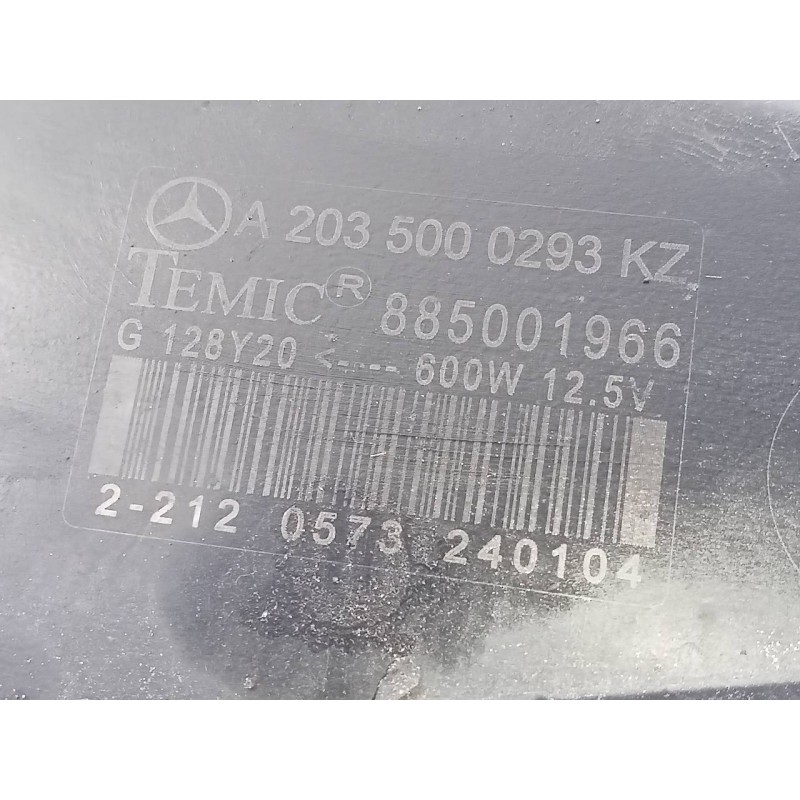 A 203 500 0293 KZ
TEMIC® 885001966
G 128Y20 <---- 600W 12.5V
2-212 0573 240104